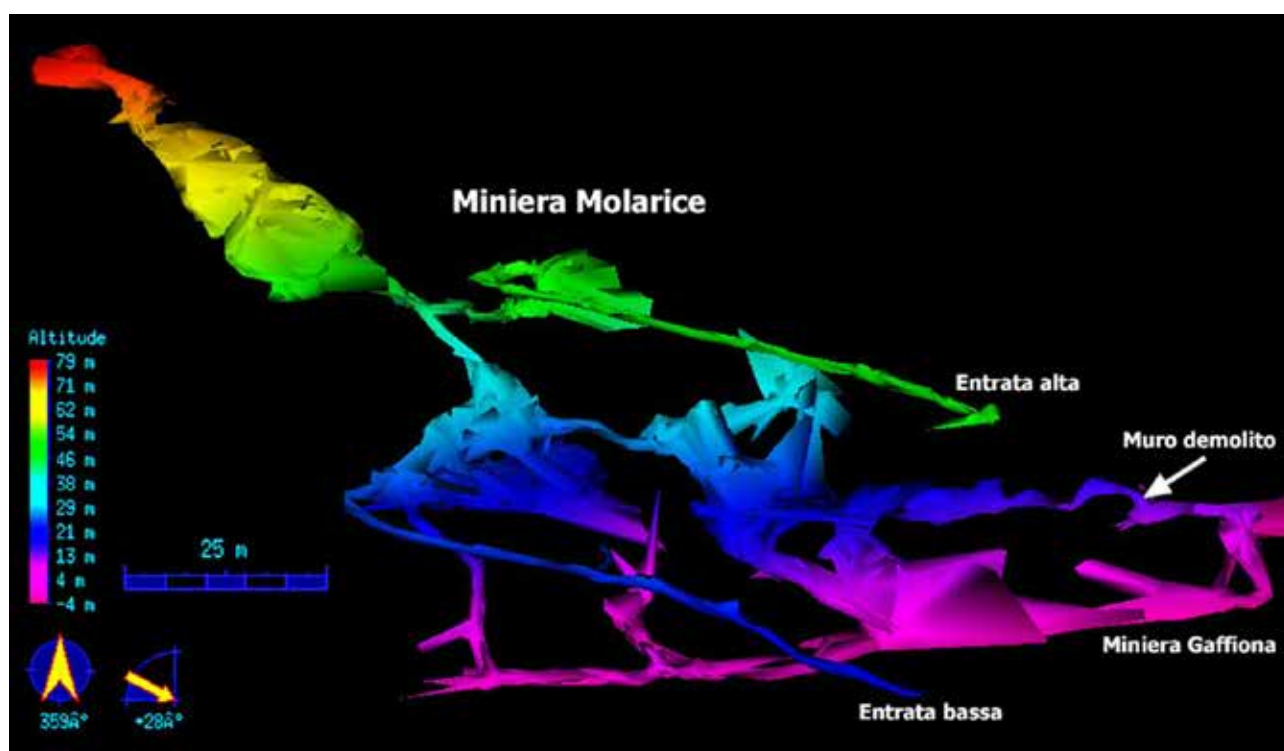 Miniera Molarice
Entrata alta
Muro demolito
Altitude
79 m
71 m
62 m
54 m
46 m
38 m
29 m
21 m
13 m
4 m
-4 m
25 m
Miniera Gaffiona
Entrata bassa
359Â°
+28Â°